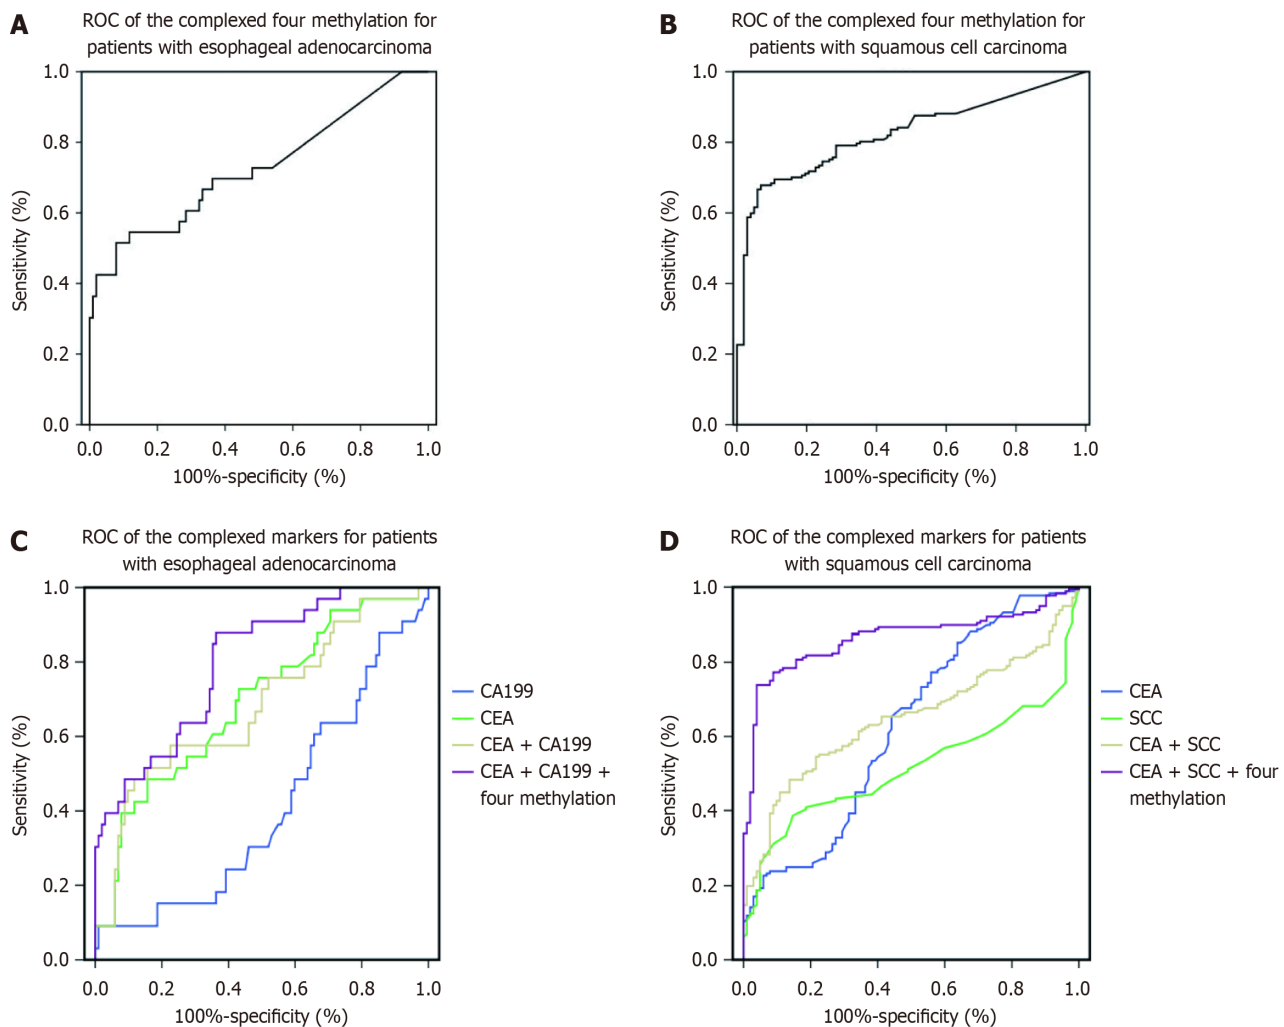 A
ROC of the complexed four methylation for
patients with esophageal adenocarcinoma
1.0
0.8
0.6
0.4
0.2
0.0
Sensitivity (%)
0.0 0.2 0.4 0.6 0.8 1.0
100%-specificity (%)
B
ROC of the complexed four methylation for
patients with squamous cell carcinoma
1.0
0.8
0.6
0.4
0.2
0.0
Sensitivity (%)
0.0 0.2 0.4 0.6 0.8 1.0
100%-specificity (%)
C
ROC of the complexed markers for patients
with esophageal adenocarcinoma
1.0
0.8
0.6
0.4
0.2
0.0
Sensitivity (%)
0.0 0.2 0.4 0.6 0.8 1.0
100%-specificity (%)
CA199
CEA
CEA + CA199
CEA + CA199 +
four methylation
D
ROC of the complexed markers for patients
with squamous cell carcinoma
1.0
0.8
0.6
0.4
0.2
0.0
Sensitivity (%)
0.0 0.2 0.4 0.6 0.8 1.0
100%-specificity (%)
CEA
SCC
CEA + SCC
CEA + SCC + four
methylation